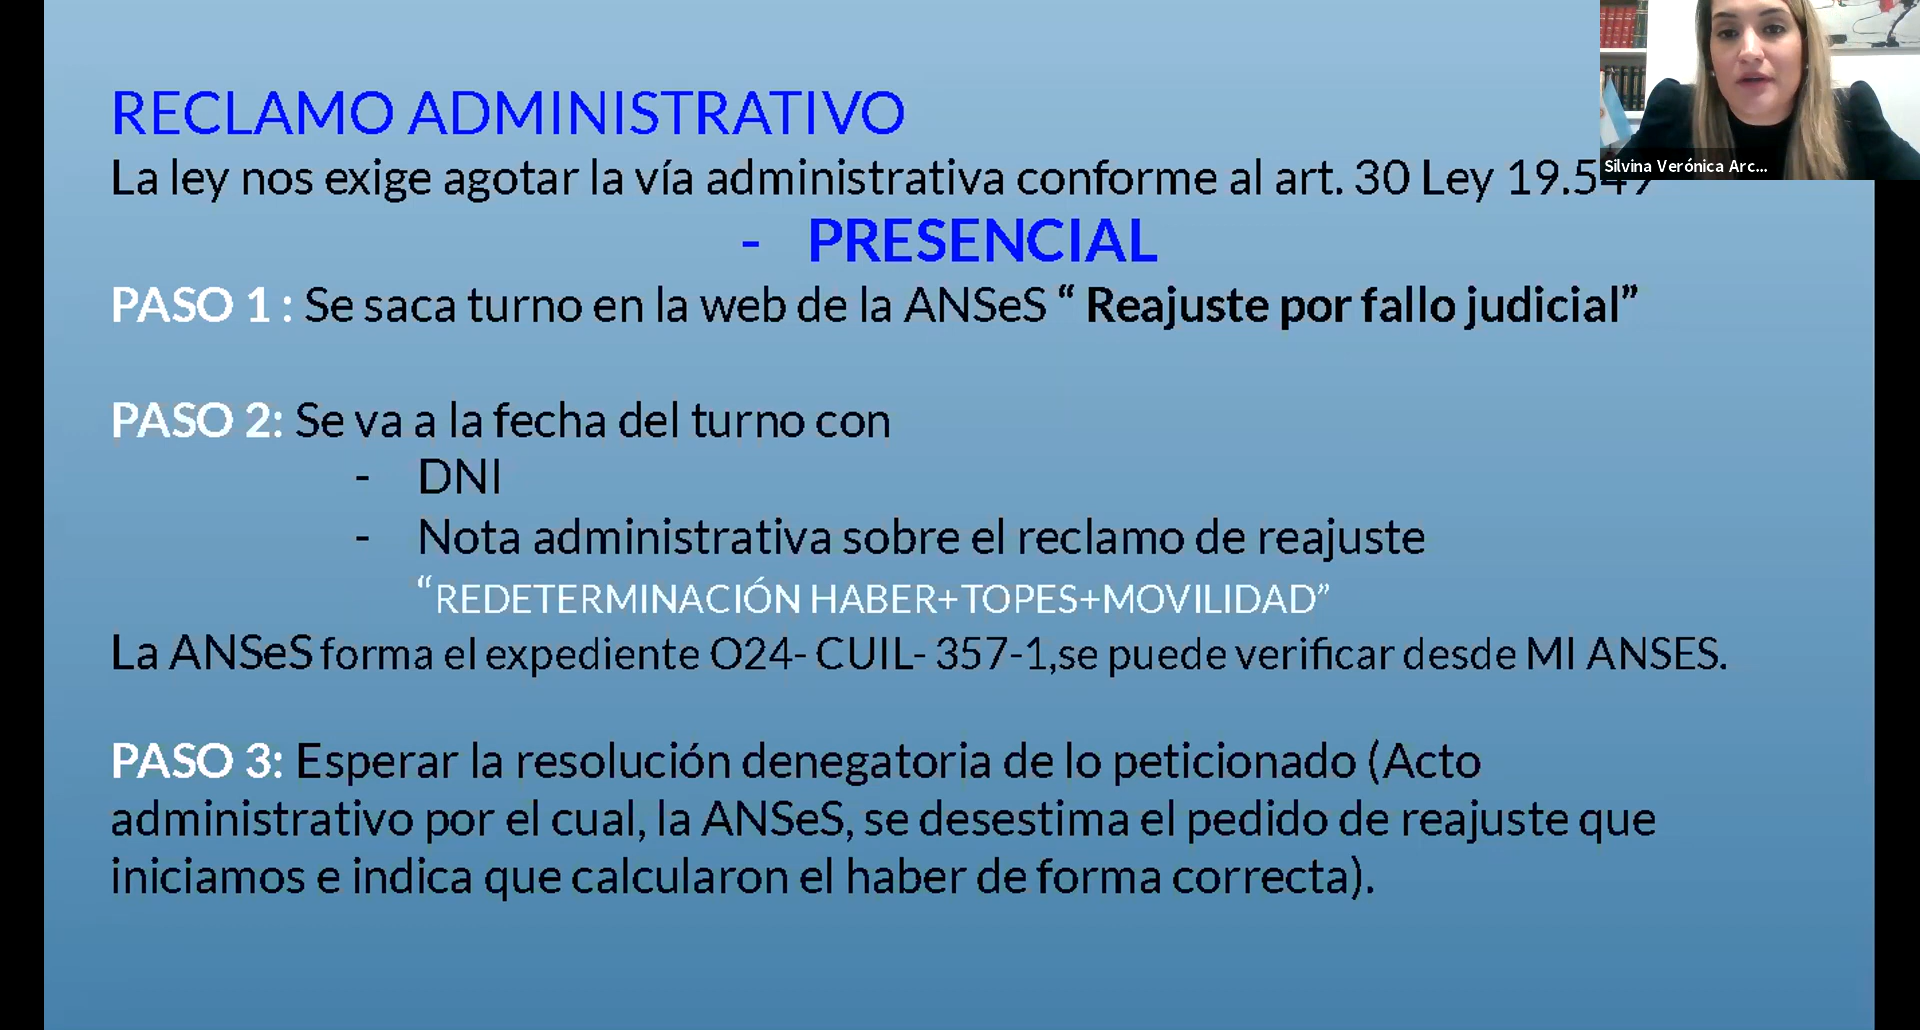 RECLAMO ADMINISTRATIVO
La ley nos exige agotar la vía administrativa conforme al art. 30 Ley 19.549
- PRESENCIAL
PASO 1 : Se saca turno en la web de la ANSeS “ Reajuste por fallo judicial”
PASO 2: Se va a la fecha del turno con
- DNI
- Nota administrativa sobre el reclamo de reajuste
“REDETERMINACIÓN HABER+TOPES+MOVILIDAD”
La ANSeS forma el expediente O24- CUIL- 357-1,se puede verificar desde MI ANSES.
PASO 3: Esperar la resolución denegatoria de lo peticionado (Acto
administrativo por el cual, la ANSeS, se desestima el pedido de reajuste que
iniciamos e indica que calcularon el haber de forma correcta).
Silvina Verónica Arc...